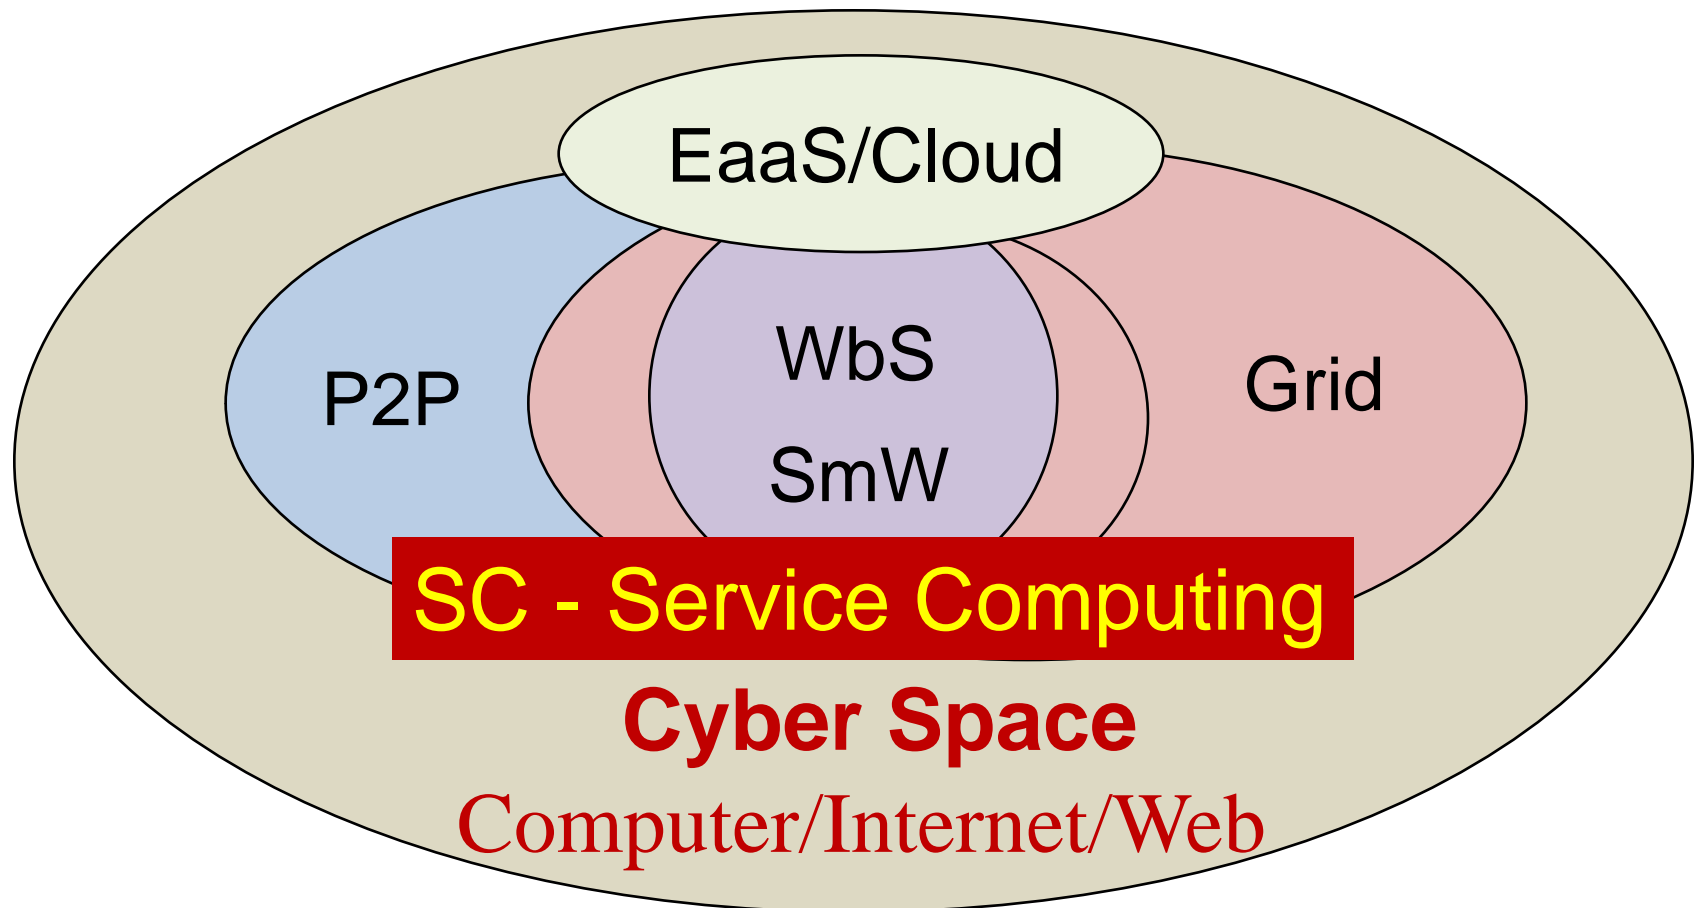 EaaS/Cloud
P2P
WbS
SmW
Grid
SC - Service Computing
Cyber Space
Computer/Internet/Web